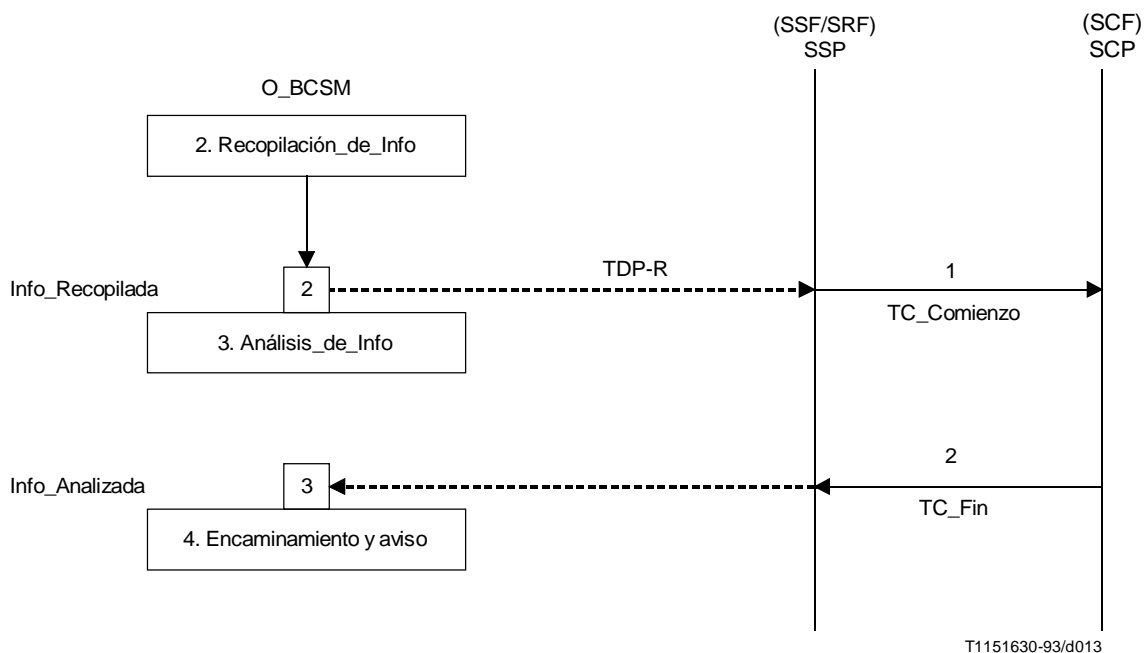 (SSF/SRF)
SSP
(SCF)
SCP
O_BCSM
2. Recopilación_de_Info
TDP-R
1
Info_Recopilada
2
TC_Comienzo
3. Análisis_de_Info
2
Info_Analizada
3
TC_Fin
4. Encaminamiento y aviso
T1151630-93/d013